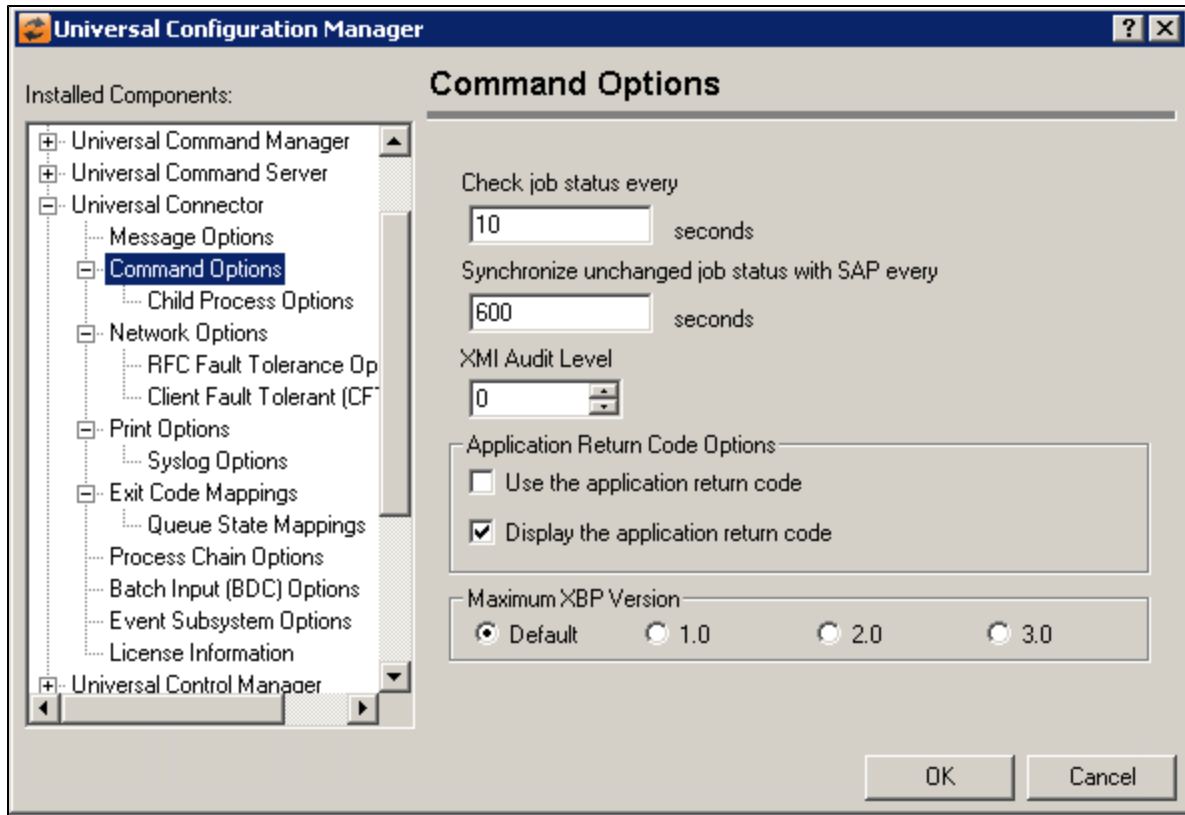 Universal Configuration Manager
Installed Components:
Universal Command Manager
Universal Command Server
Universal Connector
Message Options
Command Options
Child Process Options
Network Options
RFC Fault Tolerance Op
Client Fault Tolerant (CFT
Print Options
Syslog Options
Exit Code Mappings
Queue State Mappings
Process Chain Options
Batch Input (BDC) Options
Event Subsystem Options
License Information
Universal Control Manager
Command Options
Check job status every
10 seconds
Synchronize unchanged job status with SAP every
600 seconds
XMI Audit Level
0
Application Return Code Options
Use the application return code
Display the application return code
Maximum XBP Version
Default 1.0 2.0 3.0
OK Cancel